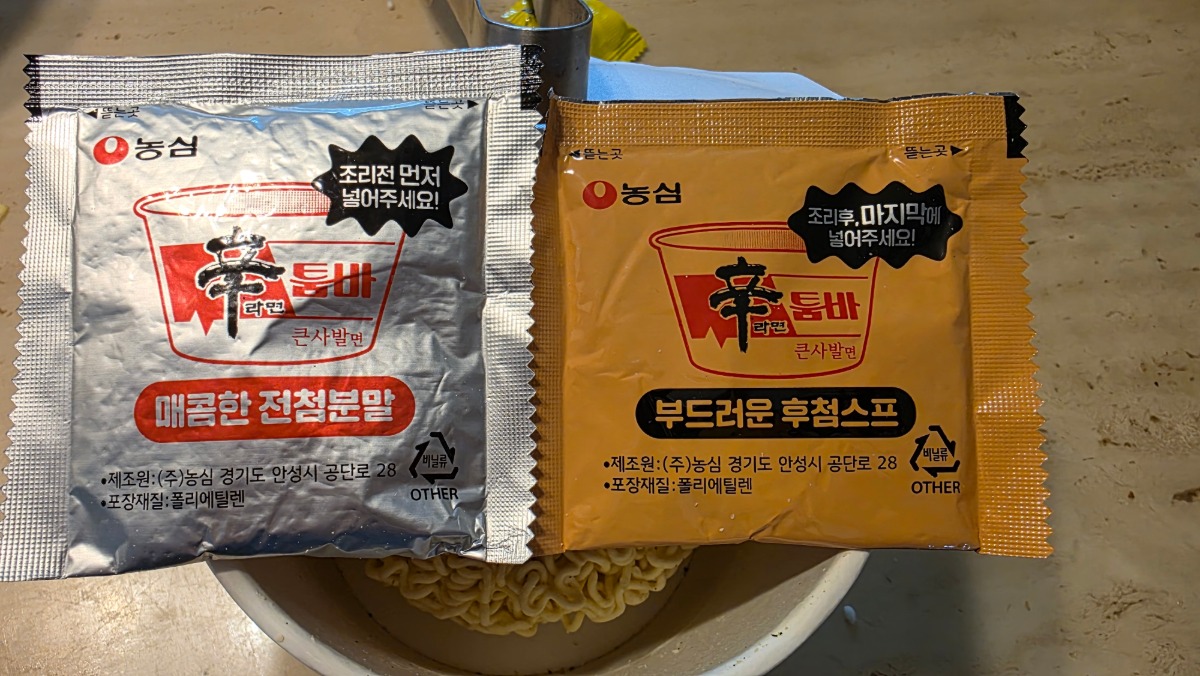 ◀뜯는곳
뜯는곳▶
농심
조리전 먼저
넣어주세요!
辛
라면
툼바
큰사발면
매콤한 전첨분말
•제조원:(주)농심 경기도 안성시 공단로 28
•포장재질:폴리에틸렌
비닐류
OTHER
◀뜯는곳
뜯는곳▶
농심
조리후,마지막에
넣어주세요!
辛
라면
툼바
큰사발면
부드러운 후첨스프
•제조원:(주)농심 경기도 안성시 공단로 28
•포장재질:폴리에틸렌
비닐류
OTHER